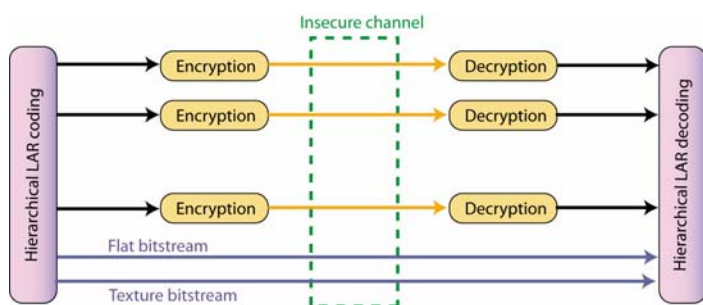 Insecure channel
Hierarchical LAR coding
Encryption
Decryption
Encryption
Decryption
Encryption
Decryption
Flat bitstream
Texture bitstream
Hierarchical LAR decoding